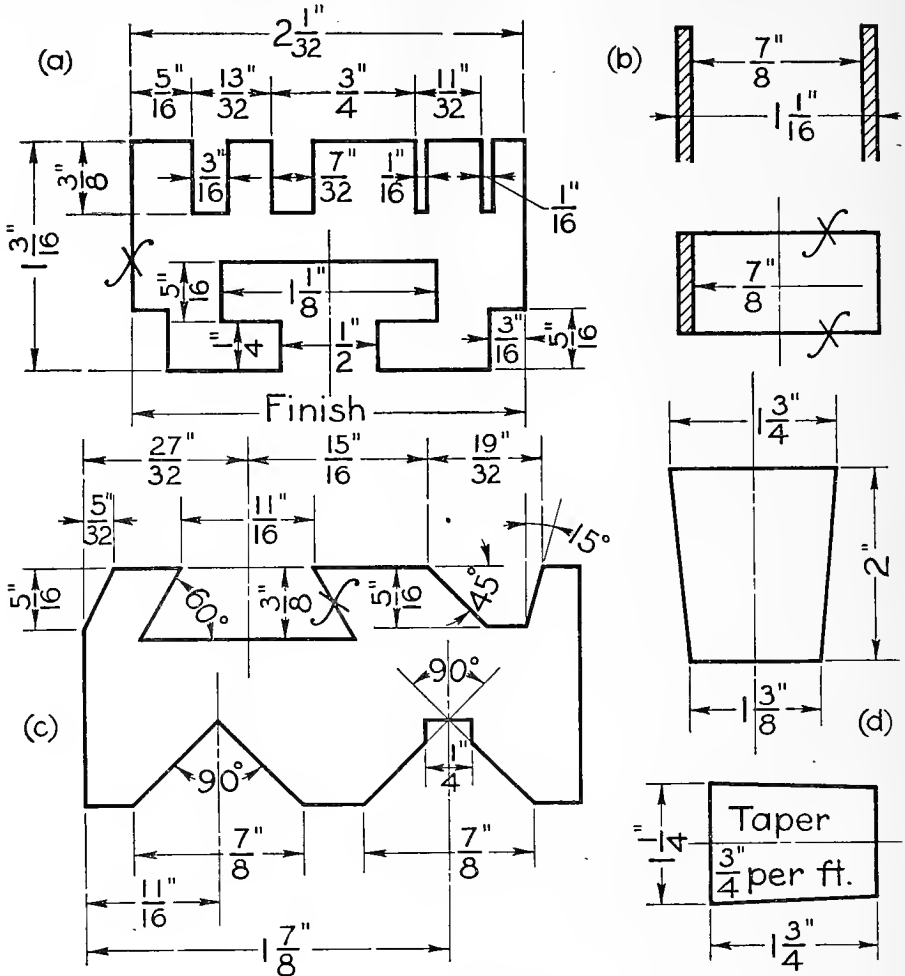 (a)
2 1/32"
5/16" 13/32" 3/4" 11/32"
3/8" 3/16" 7/32" 1/16" 1/16"
1 3/16"
5/16" 1 1/8"
1/4" 1/2" 3/16" 5/16"
Finish
(b)
7/8"
1 1/16"
7/8"
27/32" 15/16" 19/32"
5/32" 11/16" 15°
5/16" 60° 3/8" 5/16" 45°
(c)
90° 90°
1/4"
7/8" 7/8"
11/16"
1 7/8"
1 3/4"
2"
1 3/8"
(d)
1 1/4"
Taper
3/4" per ft.
1 3/4"